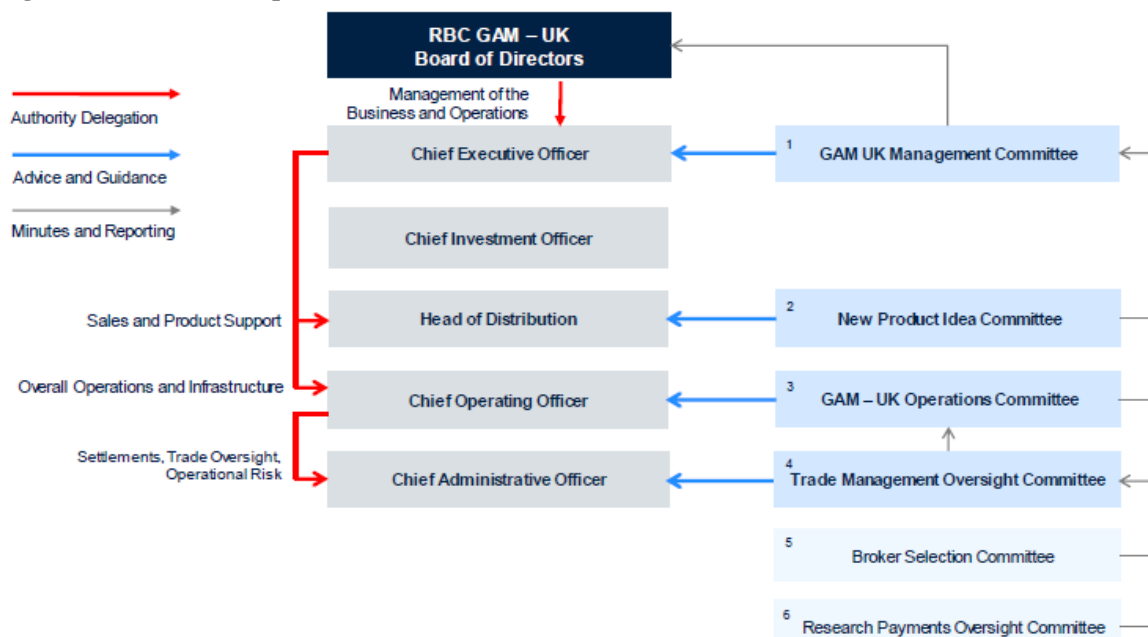 RBC GAM – UK
Board of Directors
Management of the
Business and Operations
Authority Delegation
Advice and Guidance
Minutes and Reporting
Chief Executive Officer
1 GAM UK Management Committee
Chief Investment Officer
Sales and Product Support
Head of Distribution
2 New Product Idea Committee
Overall Operations and Infrastructure
Chief Operating Officer
3 GAM – UK Operations Committee
Settlements, Trade Oversight,
Operational Risk
Chief Administrative Officer
4 Trade Management Oversight Committee
5 Broker Selection Committee
6 Research Payments Oversight Committee